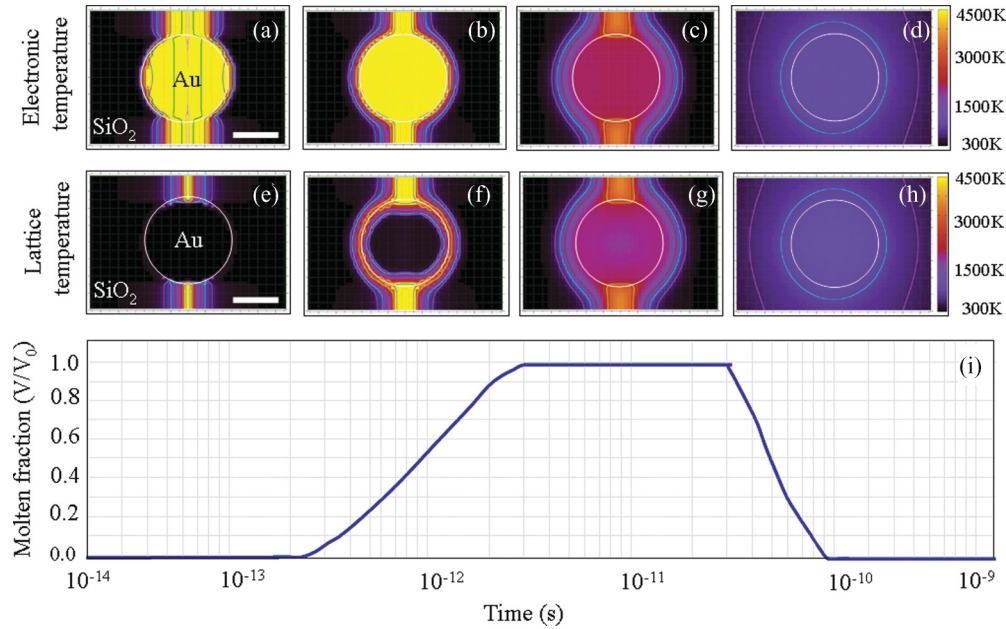 Electronic
temperature
(a)
(b)
(c)
(d)
Au
SiO₂
4500K
3000K
1500K
300K
Lattice
temperature
(e)
(f)
(g)
(h)
Au
SiO₂
4500K
3000K
1500K
300K
(i)
Molten fraction (V/V₀)
1.0
0.8
0.6
0.4
0.2
0.0
10⁻¹⁴ 10⁻¹³ 10⁻¹² 10⁻¹¹ 10⁻¹⁰ 10⁻⁹
Time (s)